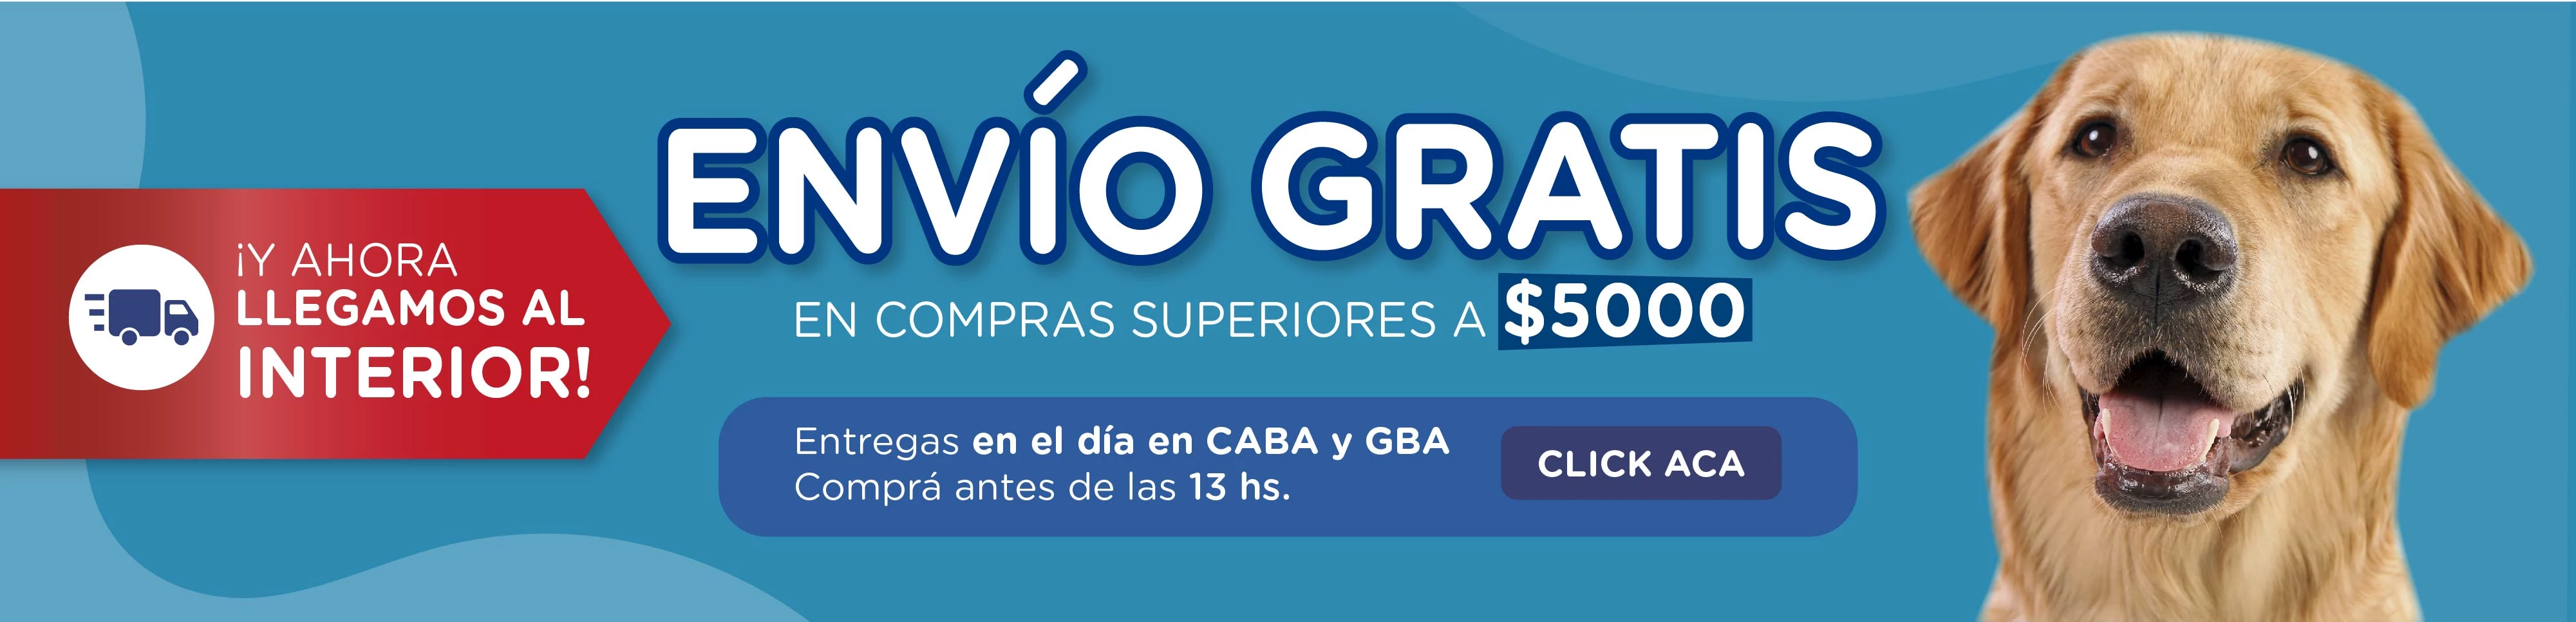 ¡Y AHORA
LLEGAMOS AL
INTERIOR!
ENVÍO GRATIS
EN COMPRAS SUPERIORES A $5000
Entregas en el día en CABA y GBA
Comprá antes de las 13 hs.
CLICK ACA